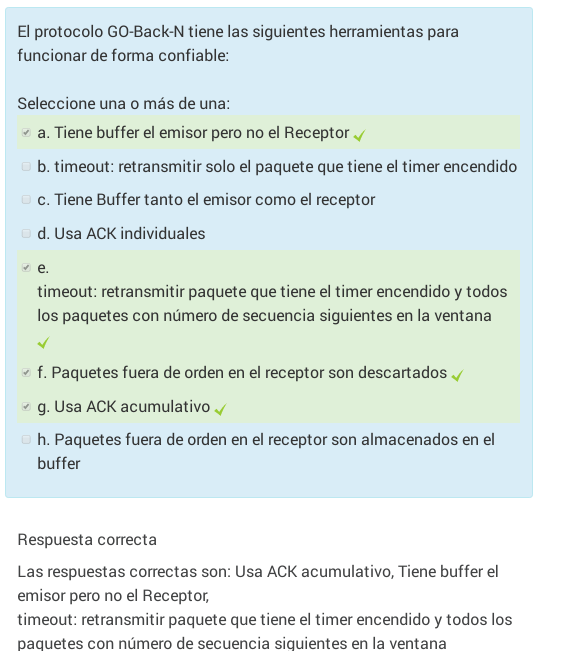 El protocolo GO-Back-N tiene las siguientes herramientas para
funcionar de forma confiable:
Seleccione una o más de una:
a. Tiene buffer el emisor pero no el Receptor
b. timeout: retransmitir solo el paquete que tiene el timer encendido
c. Tiene Buffer tanto el emisor como el receptor
d. Usa ACK individuales
e.
timeout: retransmitir paquete que tiene el timer encendido y todos
los paquetes con número de secuencia siguientes en la ventana
f. Paquetes fuera de orden en el receptor son descartados
g. Usa ACK acumulativo
h. Paquetes fuera de orden en el receptor son almacenados en el
buffer
Respuesta correcta
Las respuestas correctas son: Usa ACK acumulativo, Tiene buffer el
emisor pero no el Receptor,
timeout: retransmitir paquete que tiene el timer encendido y todos los
paquetes con número de secuencia siguientes en la ventana